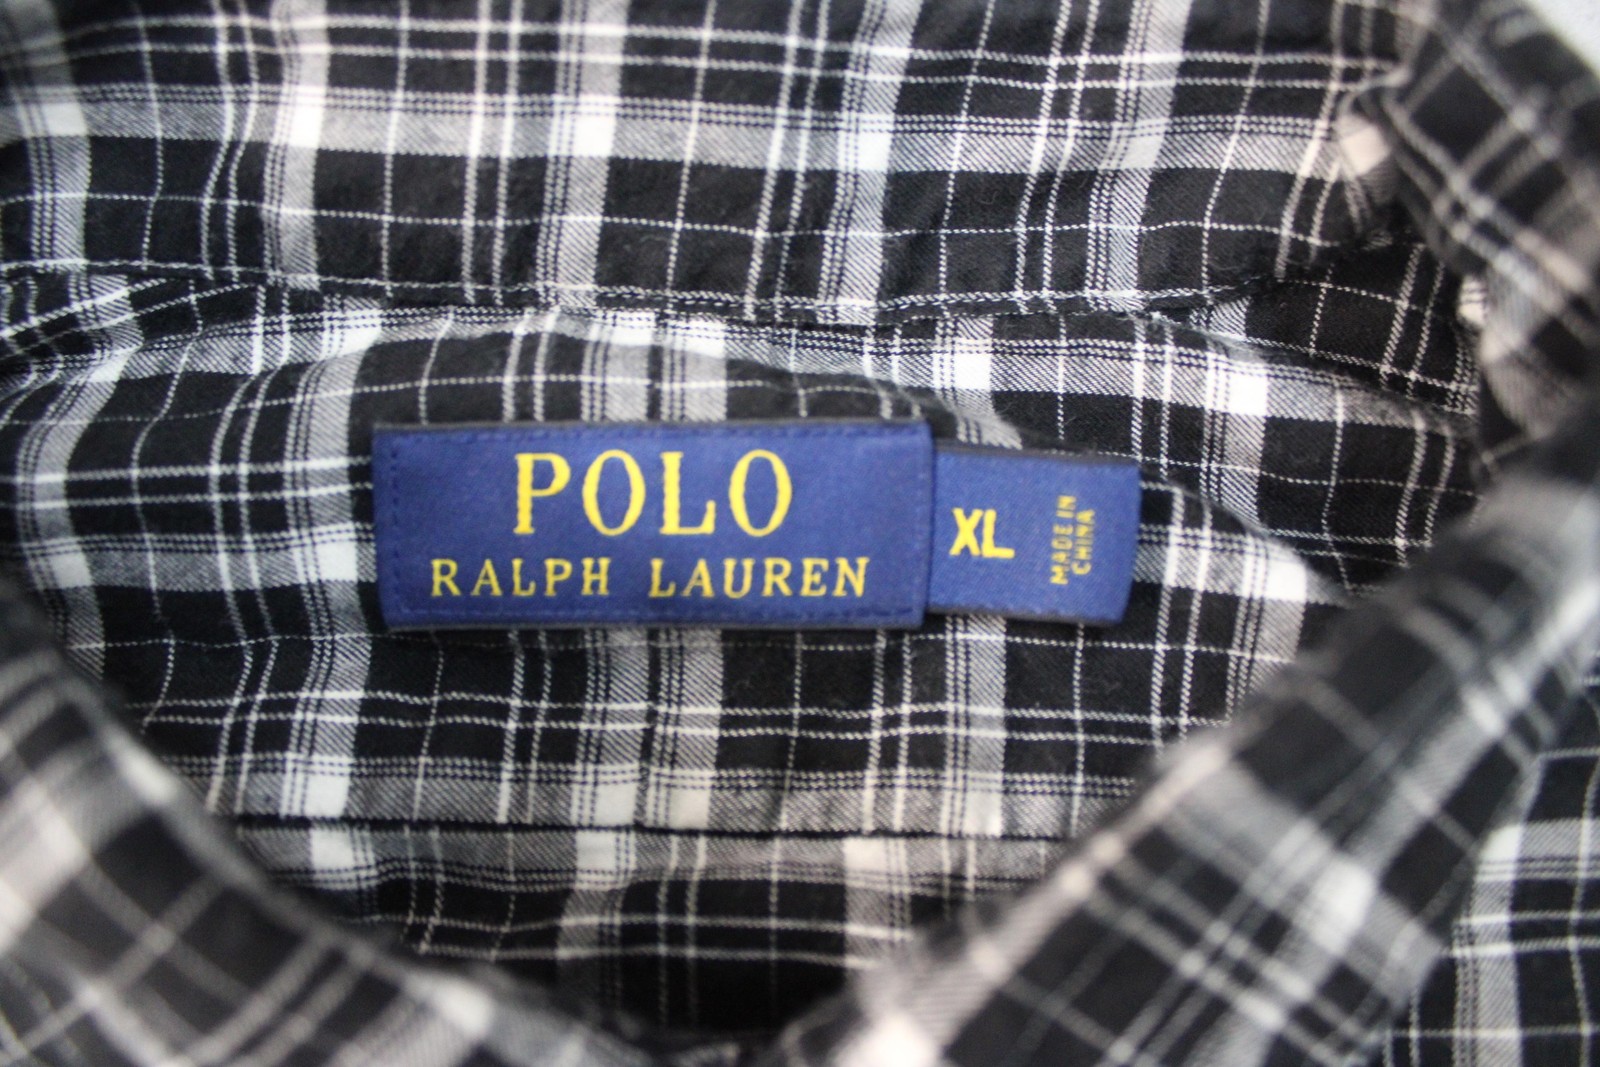 POLO
RALPH LAUREN
XL
MADE IN
CHINA